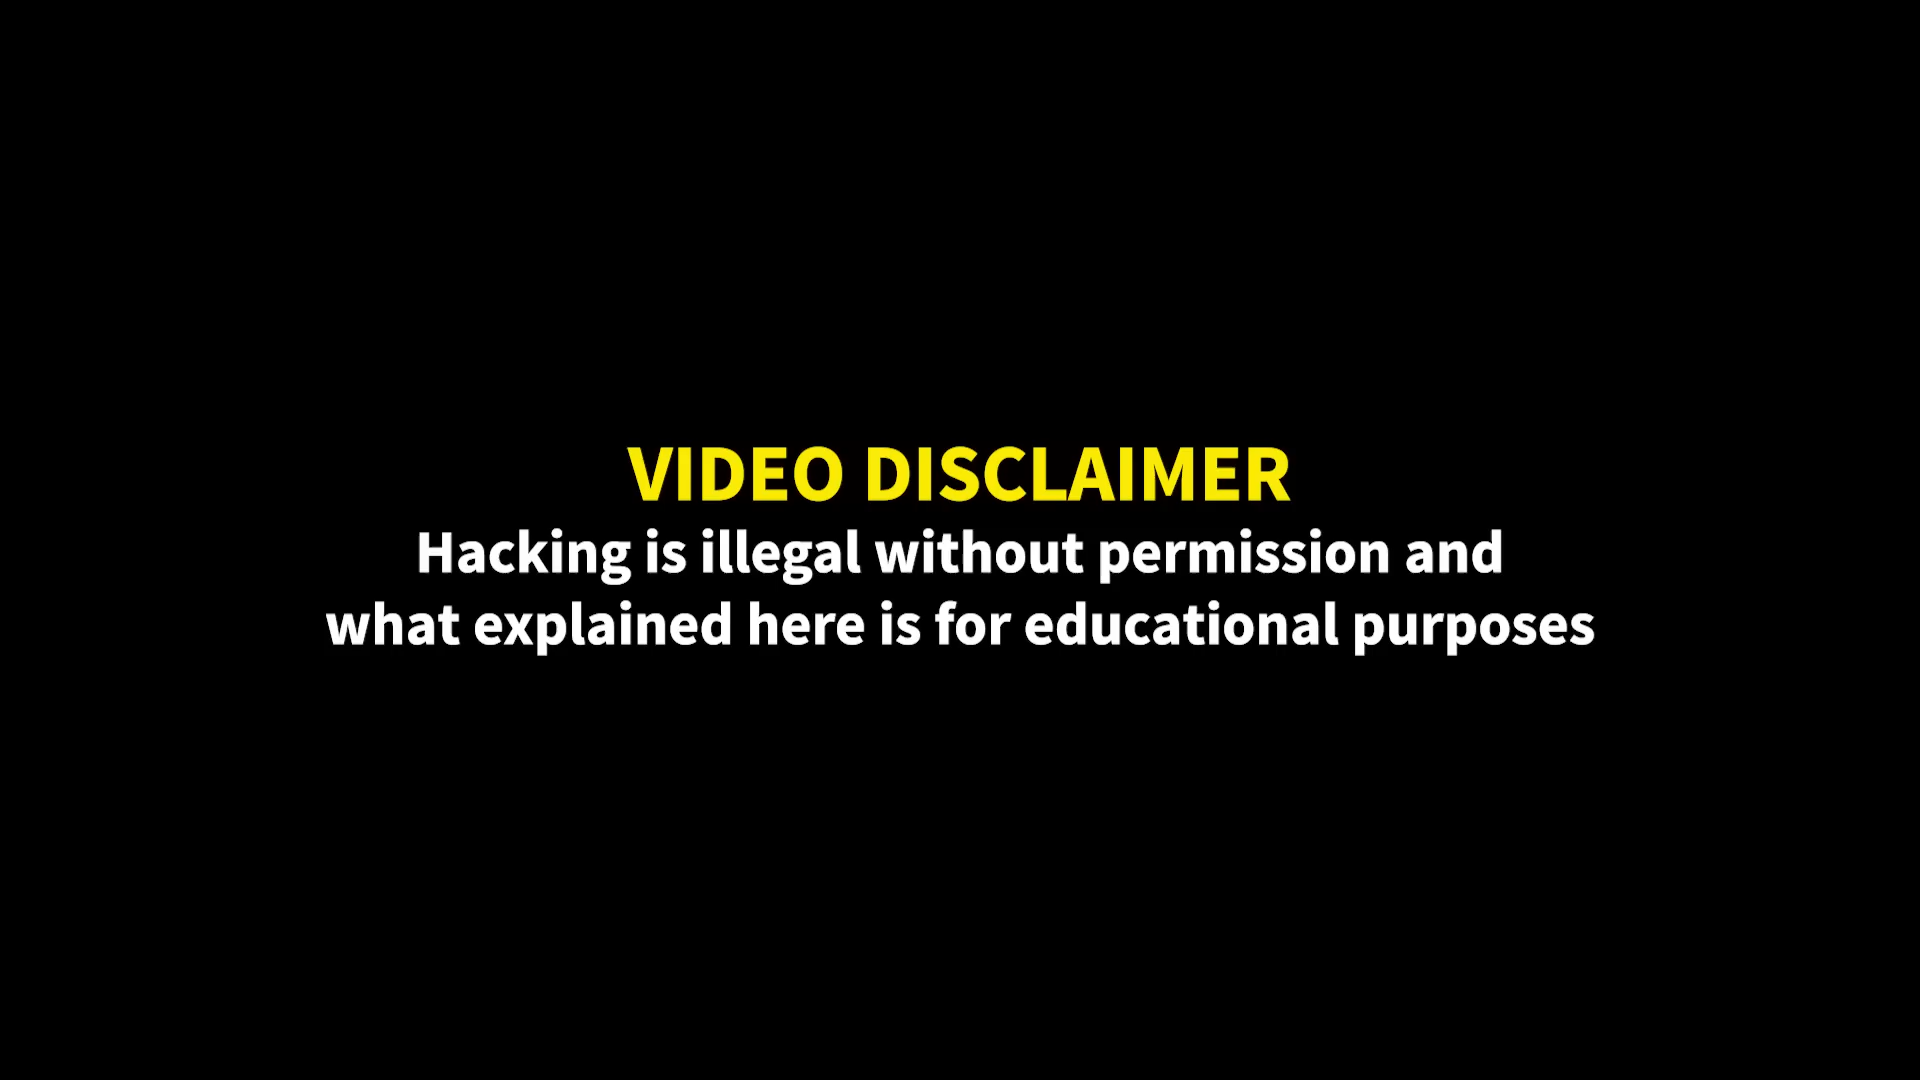 VIDEO DISCLAIMER
Hacking is illegal without permission and
what explained here is for educational purposes